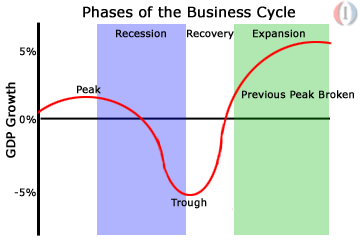 Phases of the Business Cycle
Recession
Recovery
Expansion
5%
Peak
Previous Peak Broken
0%
GDP Growth
-5%
Trough